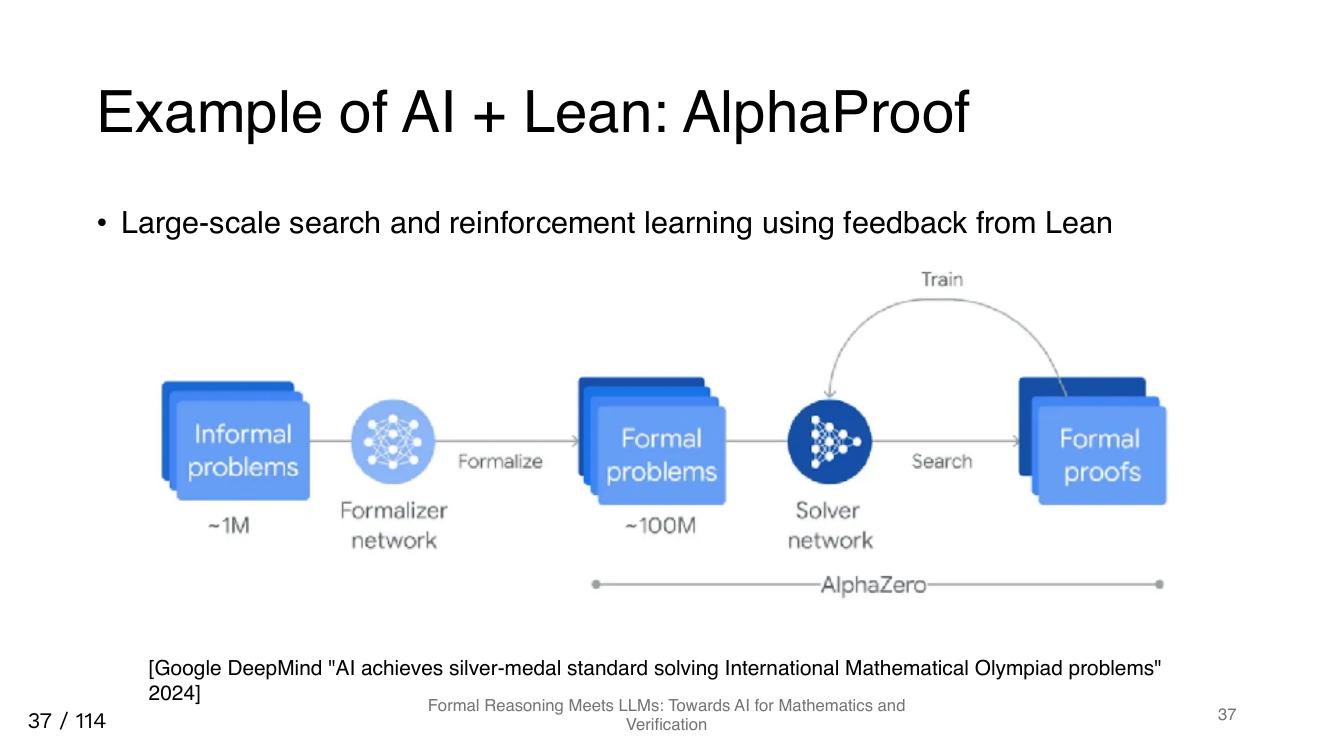 Example of AI + Lean: AlphaProof
• Large-scale search and reinforcement learning using feedback from Lean
Train
Informal
problems
~1M
Formalizer
network
Formalize
Formal
problems
~100M
Solver
network
Search
Formal
proofs
AlphaZero
[Google DeepMind "AI achieves silver-medal standard solving International Mathematical Olympiad problems"
2024]
Formal Reasoning Meets LLMs: Towards AI for Mathematics and
Verification
37 / 114
37